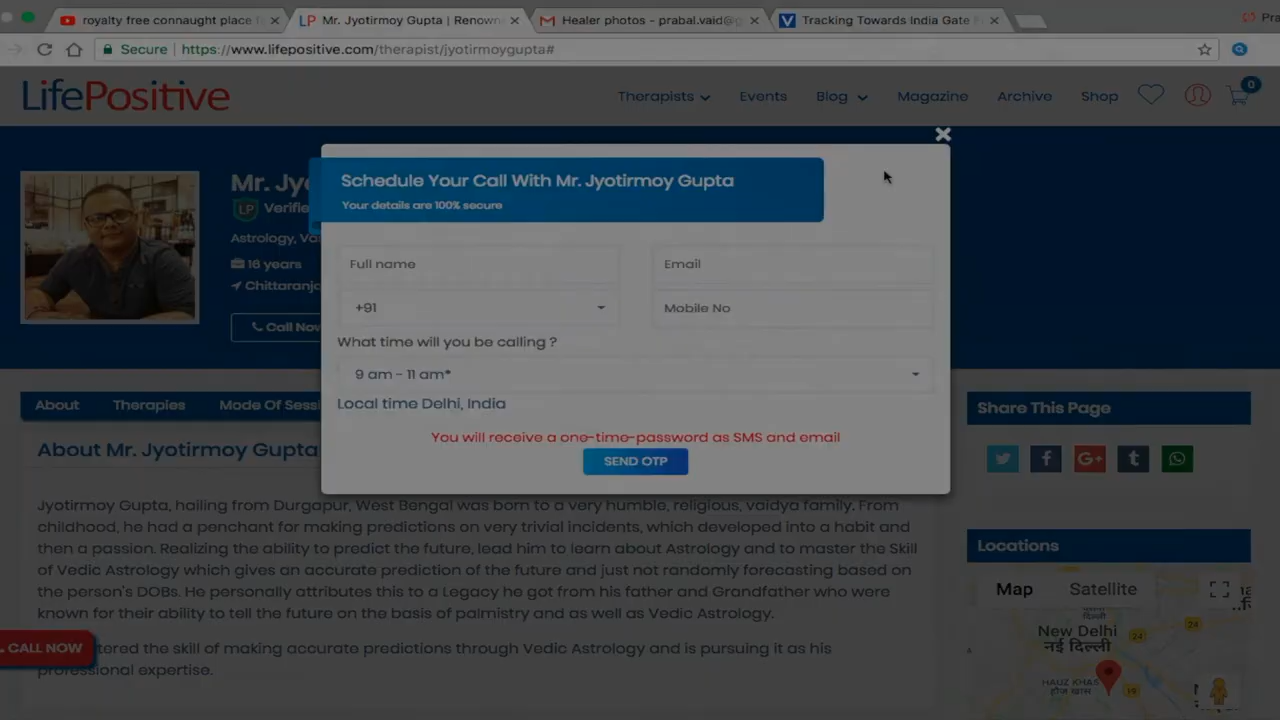 royalty free connaught place
Mr. Jyotirmoy Gupta | Renown
Healer photos - prabal.vaid@g
Tracking Towards India Gate
Pra
Secure
https://www.lifepositive.com/therapist/jyotirmoygupta#
LifePositive
Therapists
Events
Blog
Magazine
Archive
Shop
0
Mr. Jy
LP Verifie
Astrology, Va
16 years
Chittaranja
Call Now
Schedule Your Call With Mr. Jyotirmoy Gupta
Your details are 100% secure
Full name
Email
+91
Mobile No
What time will you be calling ?
9 am - 11 am*
Local time Delhi, India
You will receive a one-time-password as SMS and email
SEND OTP
About
Therapies
Mode Of Sessi
Share This Page
About Mr. Jyotirmoy Gupta
Jyotirmoy Gupta, hailing from Durgapur, West Bengal was born to a very humble, religious, vaidya family. From
childhood, he had a penchant for making predictions on very trivial incidents, which developed into a habit and
then a passion. Realizing the ability to predict the future, lead him to learn about Astrology and to master the Skill
of Vedic Astrology which gives an accurate prediction of the future and just not randomly forecasting based on
the person's DOBs. He personally attributes this to a Legacy he got from his father and Grandfather who were
known for their ability to tell the future on the basis of palmistry and as well as Vedic Astrology.
CALL NOW
tered the skill of making accurate predictions through Vedic Astrology and is pursuing it as his
professional expertise.
Locations
Map
Satellite
दिल्ली
24
24
New Delhi
नई दिल्ली
HAUZ KHAS
हौज़ खास
19